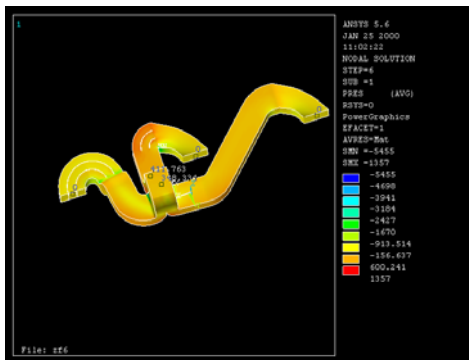 1
ANSYS 5.6
JAN 25 2000
11:02:22
NODAL SOLUTION
STEP=6
SUB =1
PRES (AVG)
RSYS=0
PowerGraphics
EFACET=1
AVRES=Mat
SMN =-5455
SMX =1357
-5455
-4698
-3941
-3184
-2427
-1670
-913.514
-156.637
600.241
1357
File: zf6